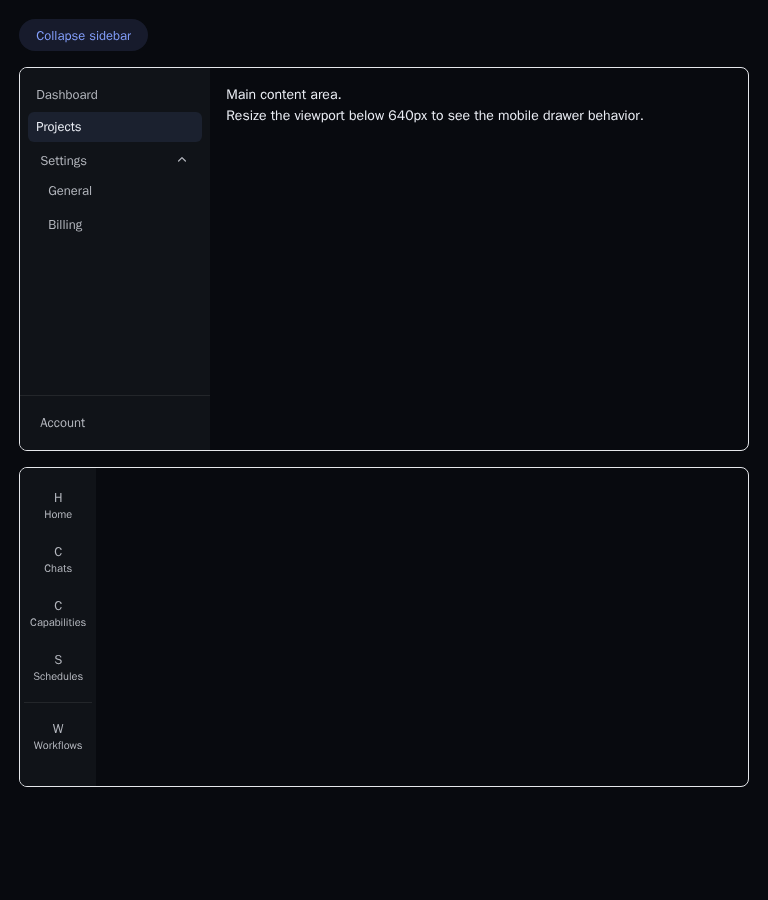 Collapse sidebar
Dashboard
Projects
Settings
General
Billing
Account
Main content area.
Resize the viewport below 640px to see the mobile drawer behavior.
H
Home
C
Chats
C
Capabilities
S
Schedules
W
Workflows